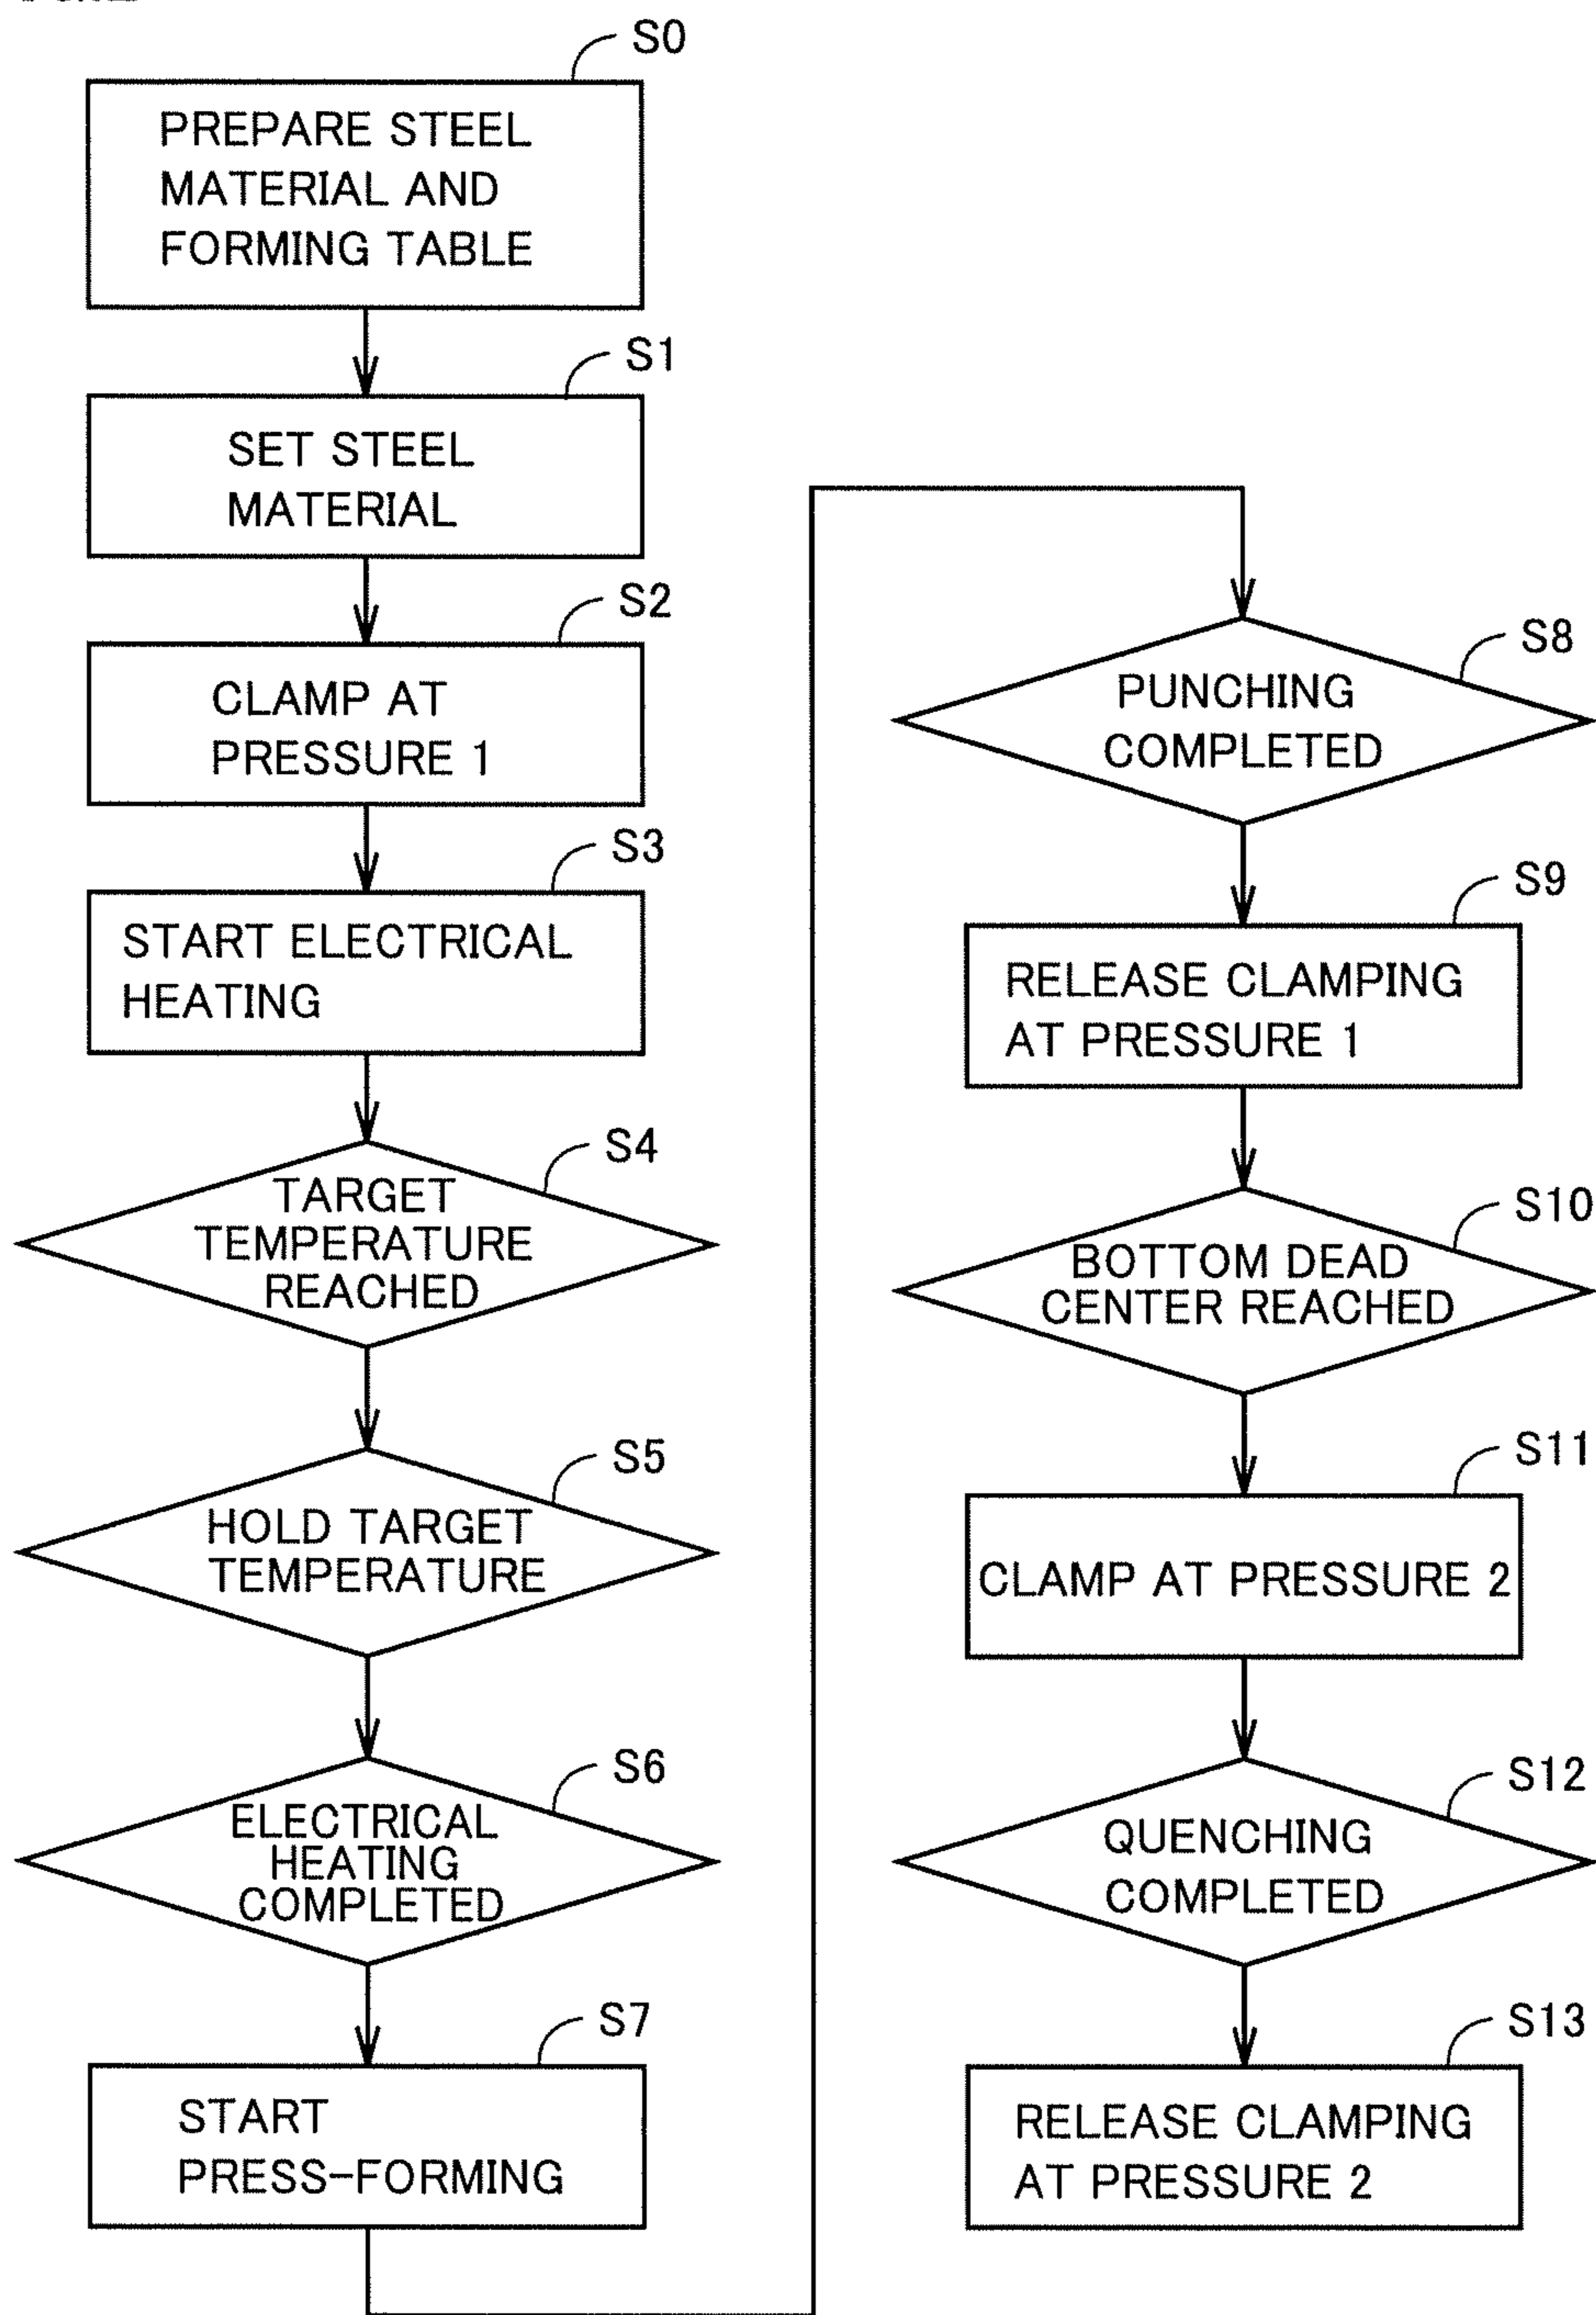 S0
PREPARE STEEL
MATERIAL AND
FORMING TABLE
S1
SET STEEL
MATERIAL
S2
CLAMP AT
PRESSURE 1
S3
START ELECTRICAL
HEATING
S4
TARGET
TEMPERATURE
REACHED
S5
HOLD TARGET
TEMPERATURE
S6
ELECTRICAL
HEATING
COMPLETED
S7
START
PRESS-FORMING
S8
PUNCHING
COMPLETED
S9
RELEASE CLAMPING
AT PRESSURE 1
S10
BOTTOM DEAD
CENTER REACHED
S11
CLAMP AT PRESSURE 2
S12
QUENCHING
COMPLETED
S13
RELEASE CLAMPING
AT PRESSURE 2